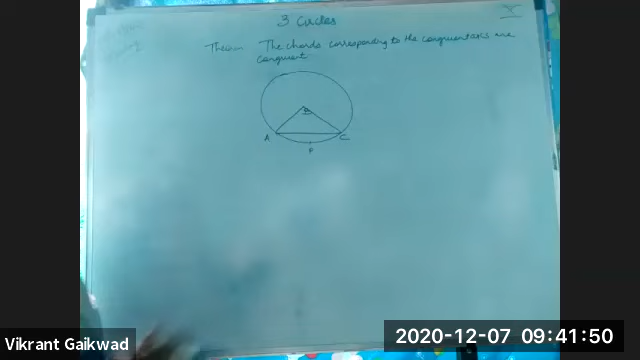 3 Circles
Theorem The chords corresponding to the congruent arcs are
congruent
A
C
P
Vikrant Gaikwad
2020-12-07 09:41:50